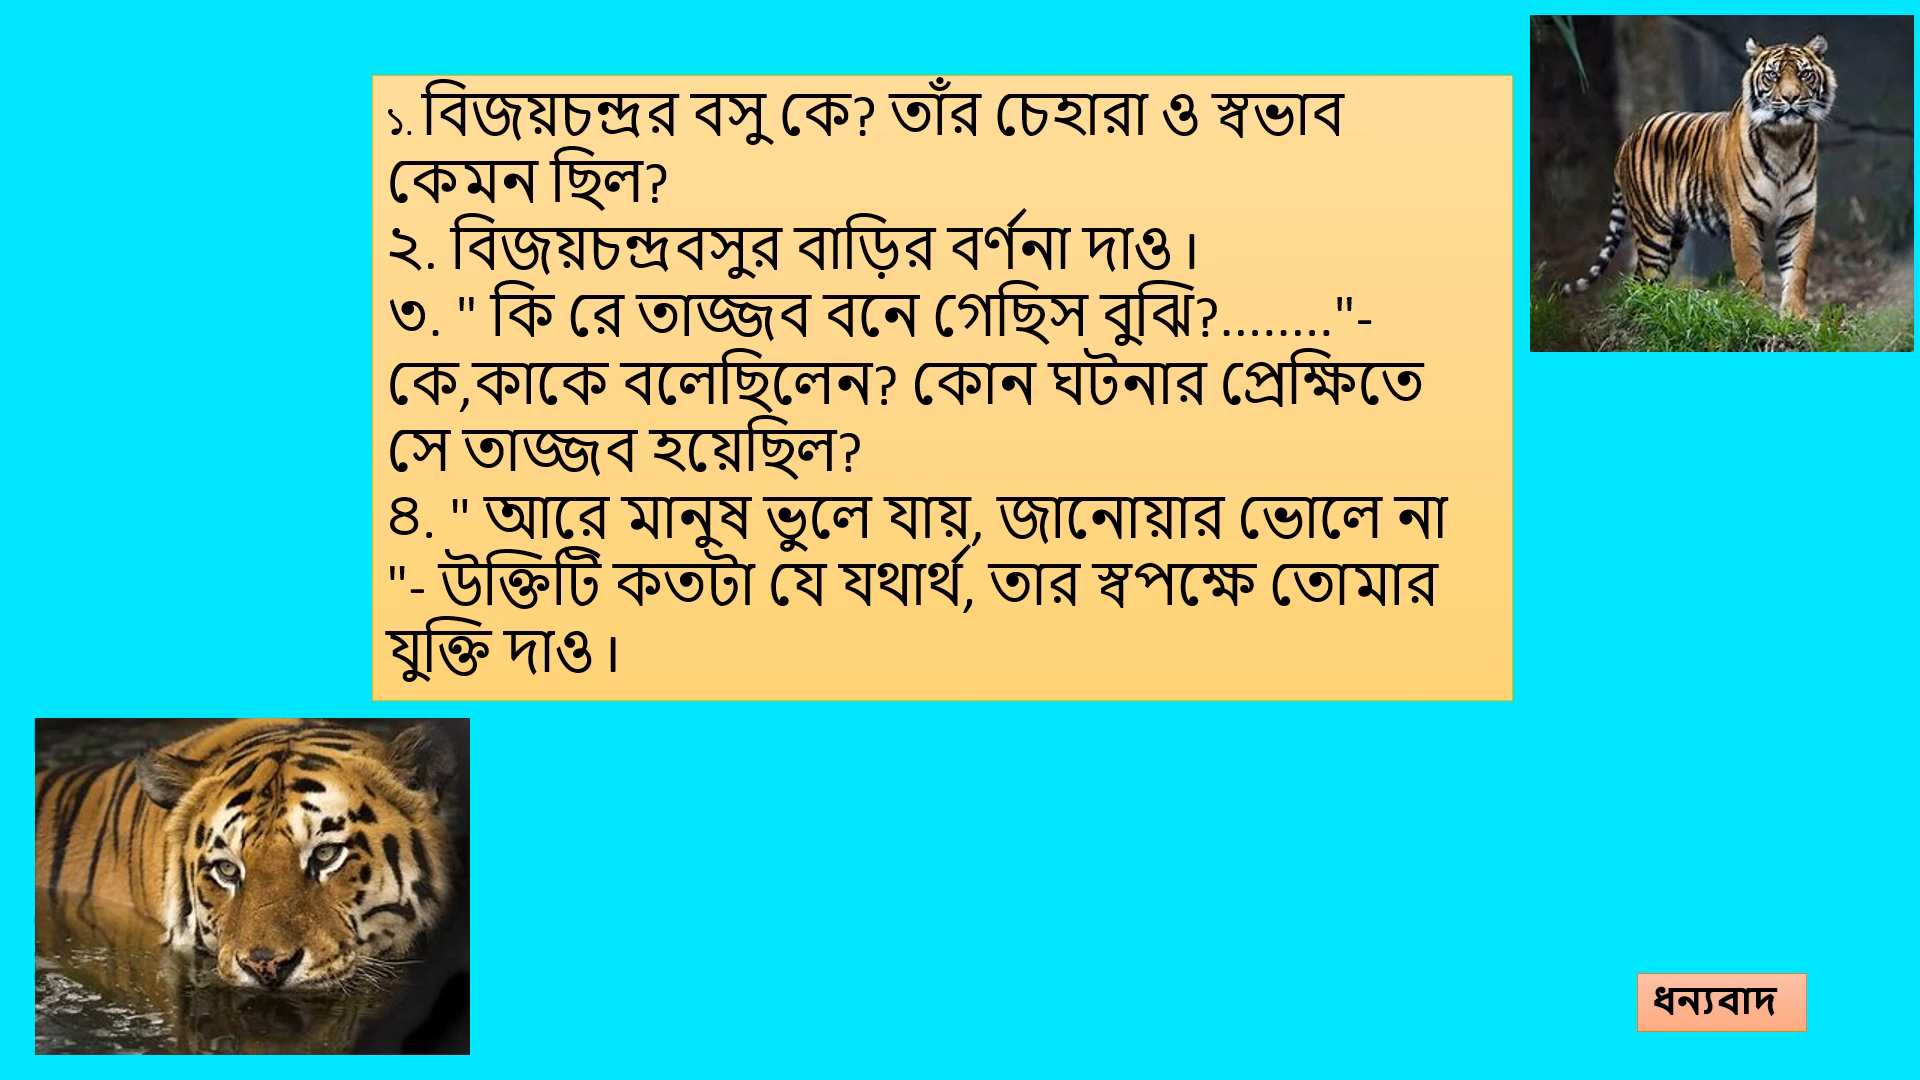 ১. বিজয়চন্দ্রর বসু কে? তাঁর চেহারা ও স্বভাব
কেমন ছিল?
২. বিজয়চন্দ্রবসুর বাড়ির বর্ণনা দাও।
৩. " কি রে তাজ্জব বনে গেছিস বুঝি?........"-
কে,কাকে বলেছিলেন? কোন ঘটনার প্রেক্ষিতে
সে তাজ্জব হয়েছিল?
৪. " আরে মানুষ ভুলে যায়, জানোয়ার ভোলে না
"- উক্তিটি কতটা যে যথার্থ, তার স্বপক্ষে তোমার
যুক্তি দাও।
ধন্যবাদ